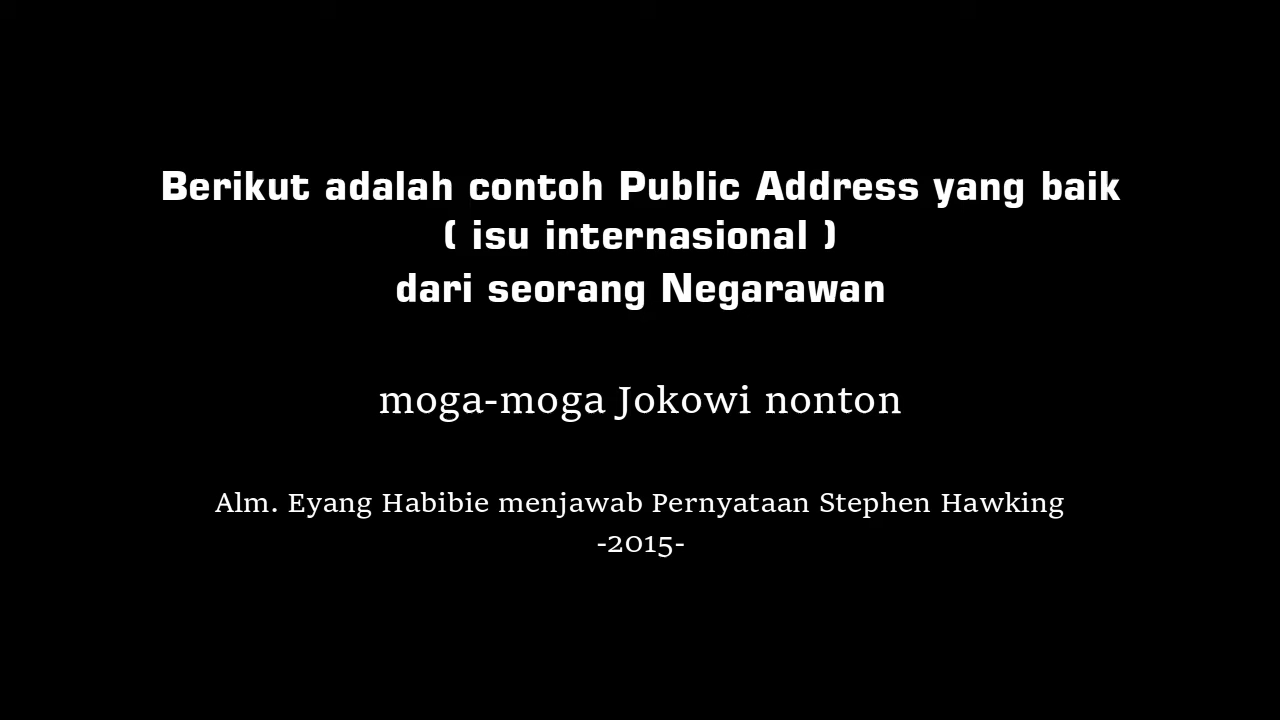 Berikut adalah contoh Public Address yang baik
( isu internasional )
dari seorang Negarawan
moga-moga Jokowi nonton
Alm. Eyang Habibie menjawab Pernyataan Stephen Hawking
-2015-